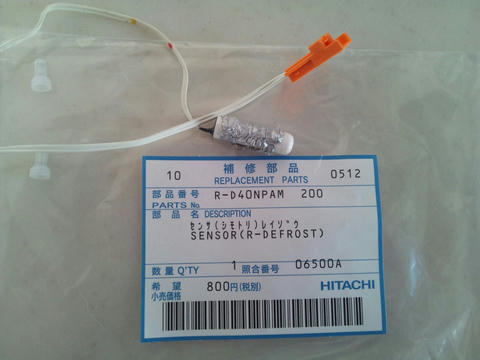 10 補修部品 0512
REPLACEMENT PARTS
部品番号 R-D40NPAM 200
PARTS No.
部品名 DESCRIPTION
ｾﾝｻ(ｼﾓﾄﾘ)ﾚｲｿﾞｳ
SENSOR(R-DEFROST)
数量 Q'TY 1 照合番号 06500A
希望
小売価格 800円(税別) HITACHI